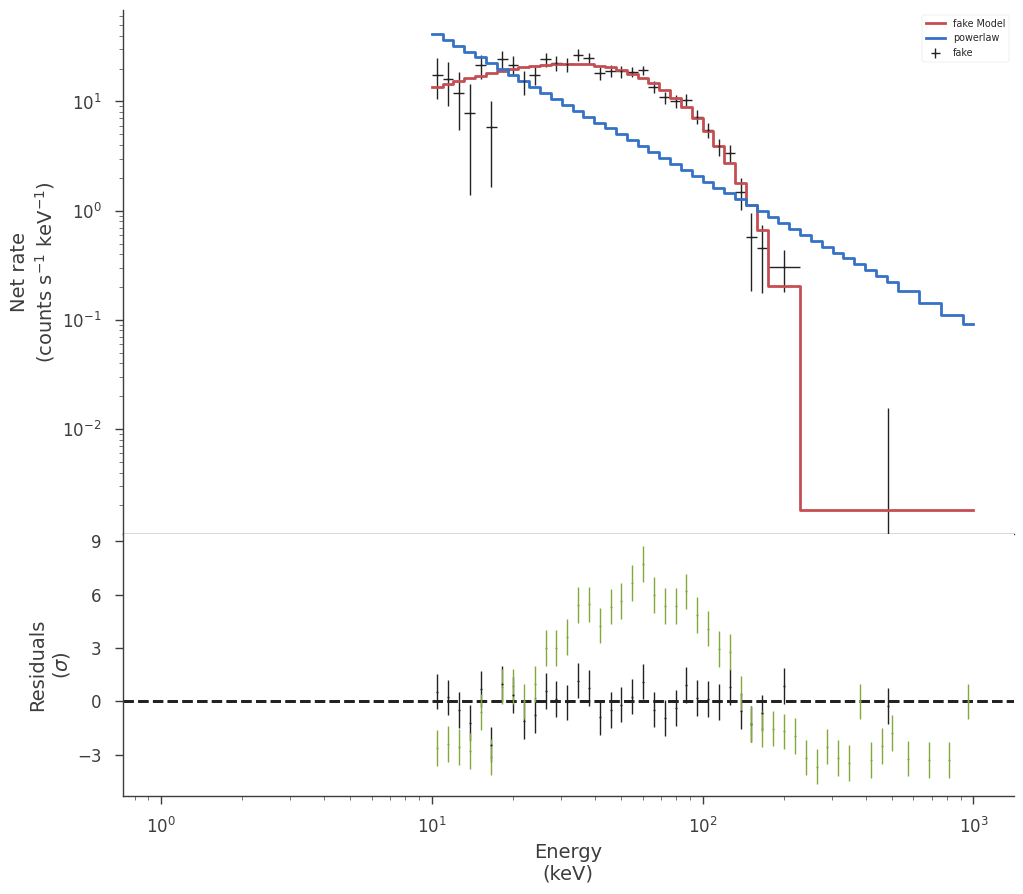 fake Model
powerlaw
fake
10¹
10⁰
10⁻¹
10⁻²
Net rate
(counts s⁻¹ keV⁻¹)
9
6
3
0
−3
Residuals
(σ)
10⁰ 10¹ 10² 10³
Energy
(keV)